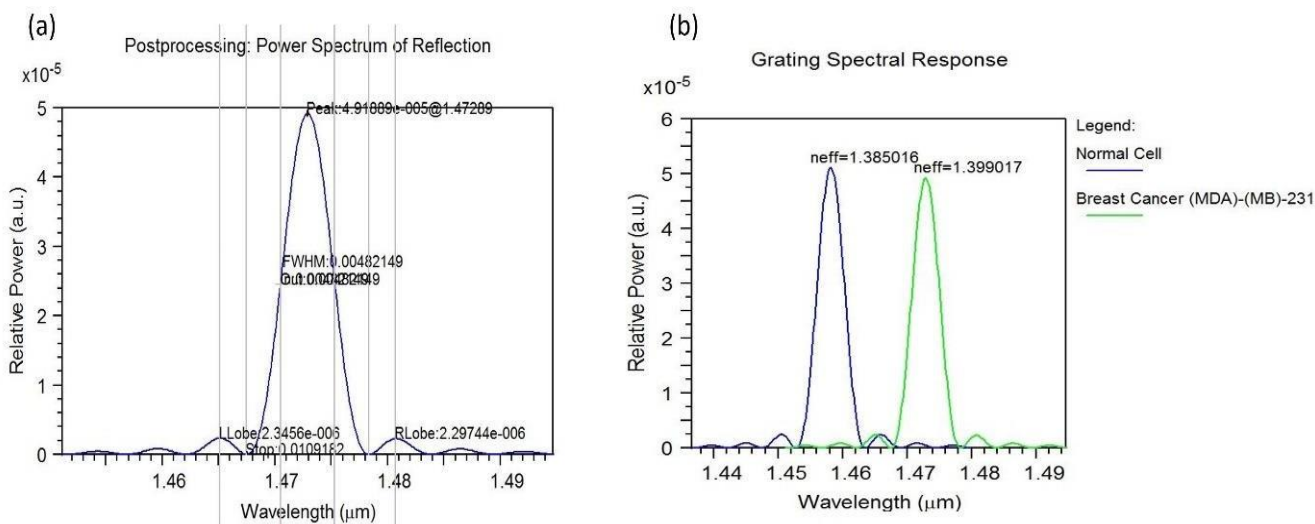 (a)
Postprocessing: Power Spectrum of Reflection
x10⁻⁵
Peak:4.91889e-005@1.47289
5
4
3
2
1
0
Relative Power (a.u.)
FWHM:0.00482149
LLobe:2.3456e-006
RLobe:2.29744e-006
Stop:0.0109182
1.46
1.47
1.48
1.49
Wavelength (μm)
(b)
Grating Spectral Response
x10⁻⁵
6
5
4
3
2
1
0
Relative Power (a.u.)
neff=1.385016
neff=1.399017
1.44
1.45
1.46
1.47
1.48
1.49
Wavelength (μm)
Legend:
Normal Cell
Breast Cancer (MDA)-(MB)-231